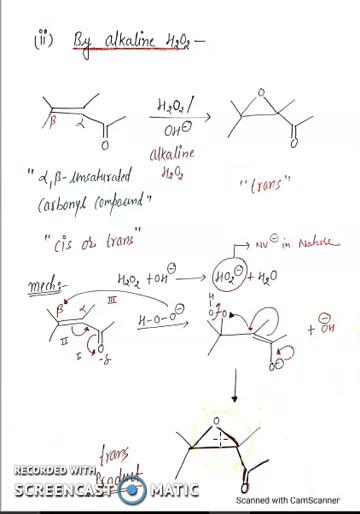 (ii) By alkaline H2O2 –
H2O2/
OH⊖
alkaline
H2O2
β α
O
O
O
"α,β-unsaturated
Carbonyl Compound"
"trans"
"cis or trans"
→ Nu⊖ in Nature
mech:- H2O2 + OH⊖ → HO2⊖ + H2O
β α III
H-O-O⊖
H
O O
+ ⊖OH
II
I
O
-δ
O⊖
O
O
trans
Product
RECORDED WITH
SCREENCAST MATIC
Scanned with CamScanner